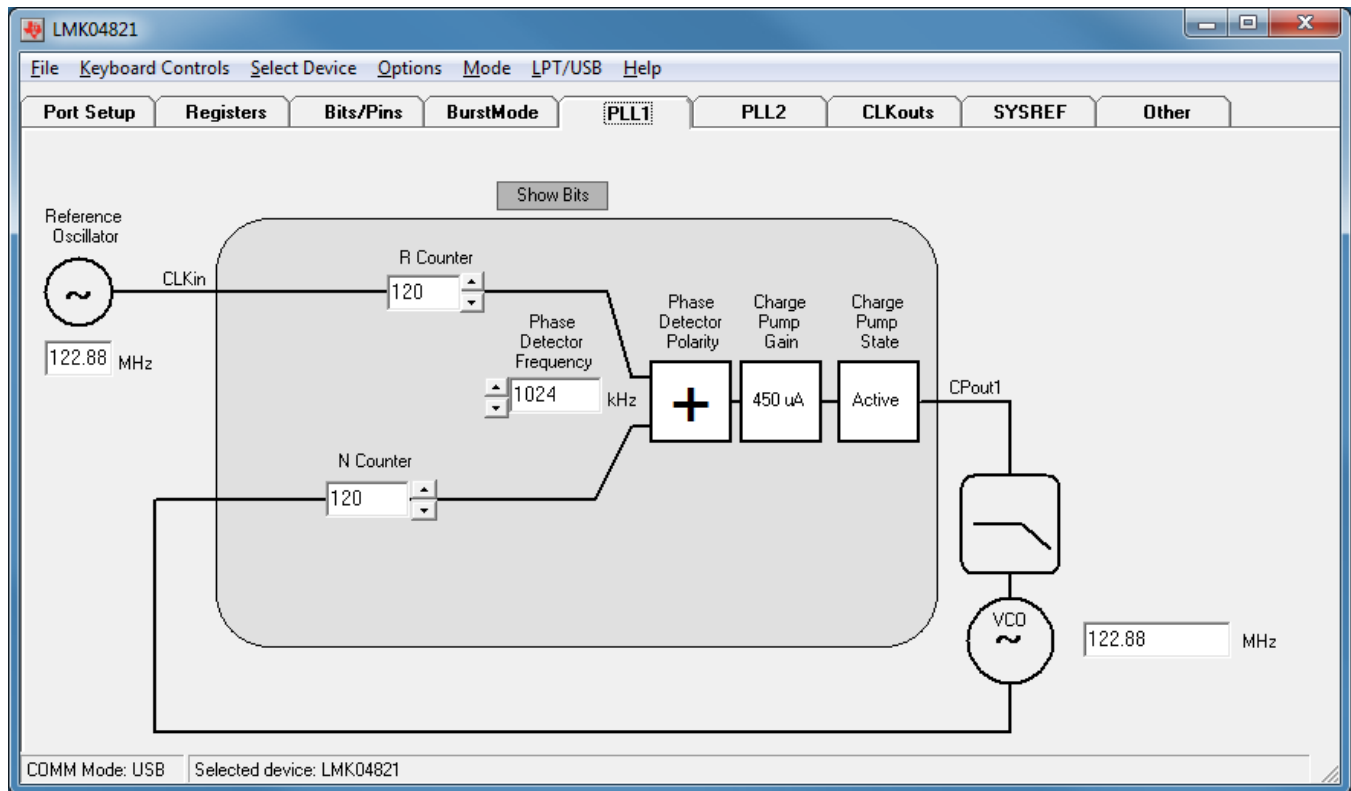 LMK04821
File Keyboard Controls Select Device Options Mode LPT/USB Help
Port Setup Registers Bits/Pins BurstMode PLL1 PLL2 CLKouts SYSREF Other
Show Bits
Reference
Oscillator
~
CLKin
122.88 MHz
R Counter
120
Phase
Detector
Frequency
1024 kHz
N Counter
120
Phase
Detector
Polarity
+
Charge
Pump
Gain
450 uA
Charge
Pump
State
Active
CPout1
VCO
~
122.88 MHz
COMM Mode: USB Selected device: LMK04821